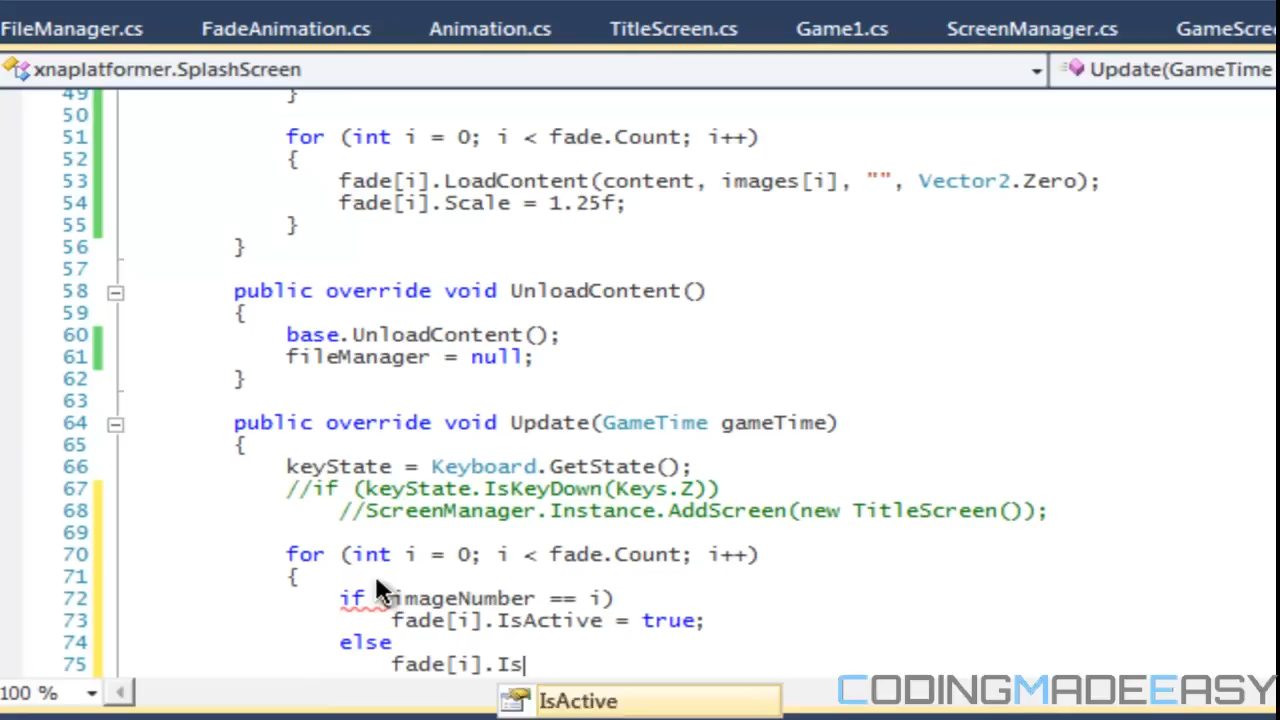 FileManager.cs FadeAnimation.cs Animation.cs TitleScreen.cs Game1.cs ScreenManager.cs GameScree
xnaplatformer.SplashScreen Update(GameTime
49 }
50
51 for (int i = 0; i < fade.Count; i++)
52 {
53 fade[i].LoadContent(content, images[i], "", Vector2.Zero);
54 fade[i].Scale = 1.25f;
55 }
56 }
57
58 public override void UnloadContent()
59 {
60 base.UnloadContent();
61 fileManager = null;
62 }
63
64 public override void Update(GameTime gameTime)
65 {
66 keyState = Keyboard.GetState();
67 //if (keyState.IsKeyDown(Keys.Z))
68 //ScreenManager.Instance.AddScreen(new TitleScreen());
69
70 for (int i = 0; i < fade.Count; i++)
71 {
72 if (imageNumber == i)
73 fade[i].IsActive = true;
74 else
75 fade[i].Is
100 %
IsActive
CODINGMADEEASY